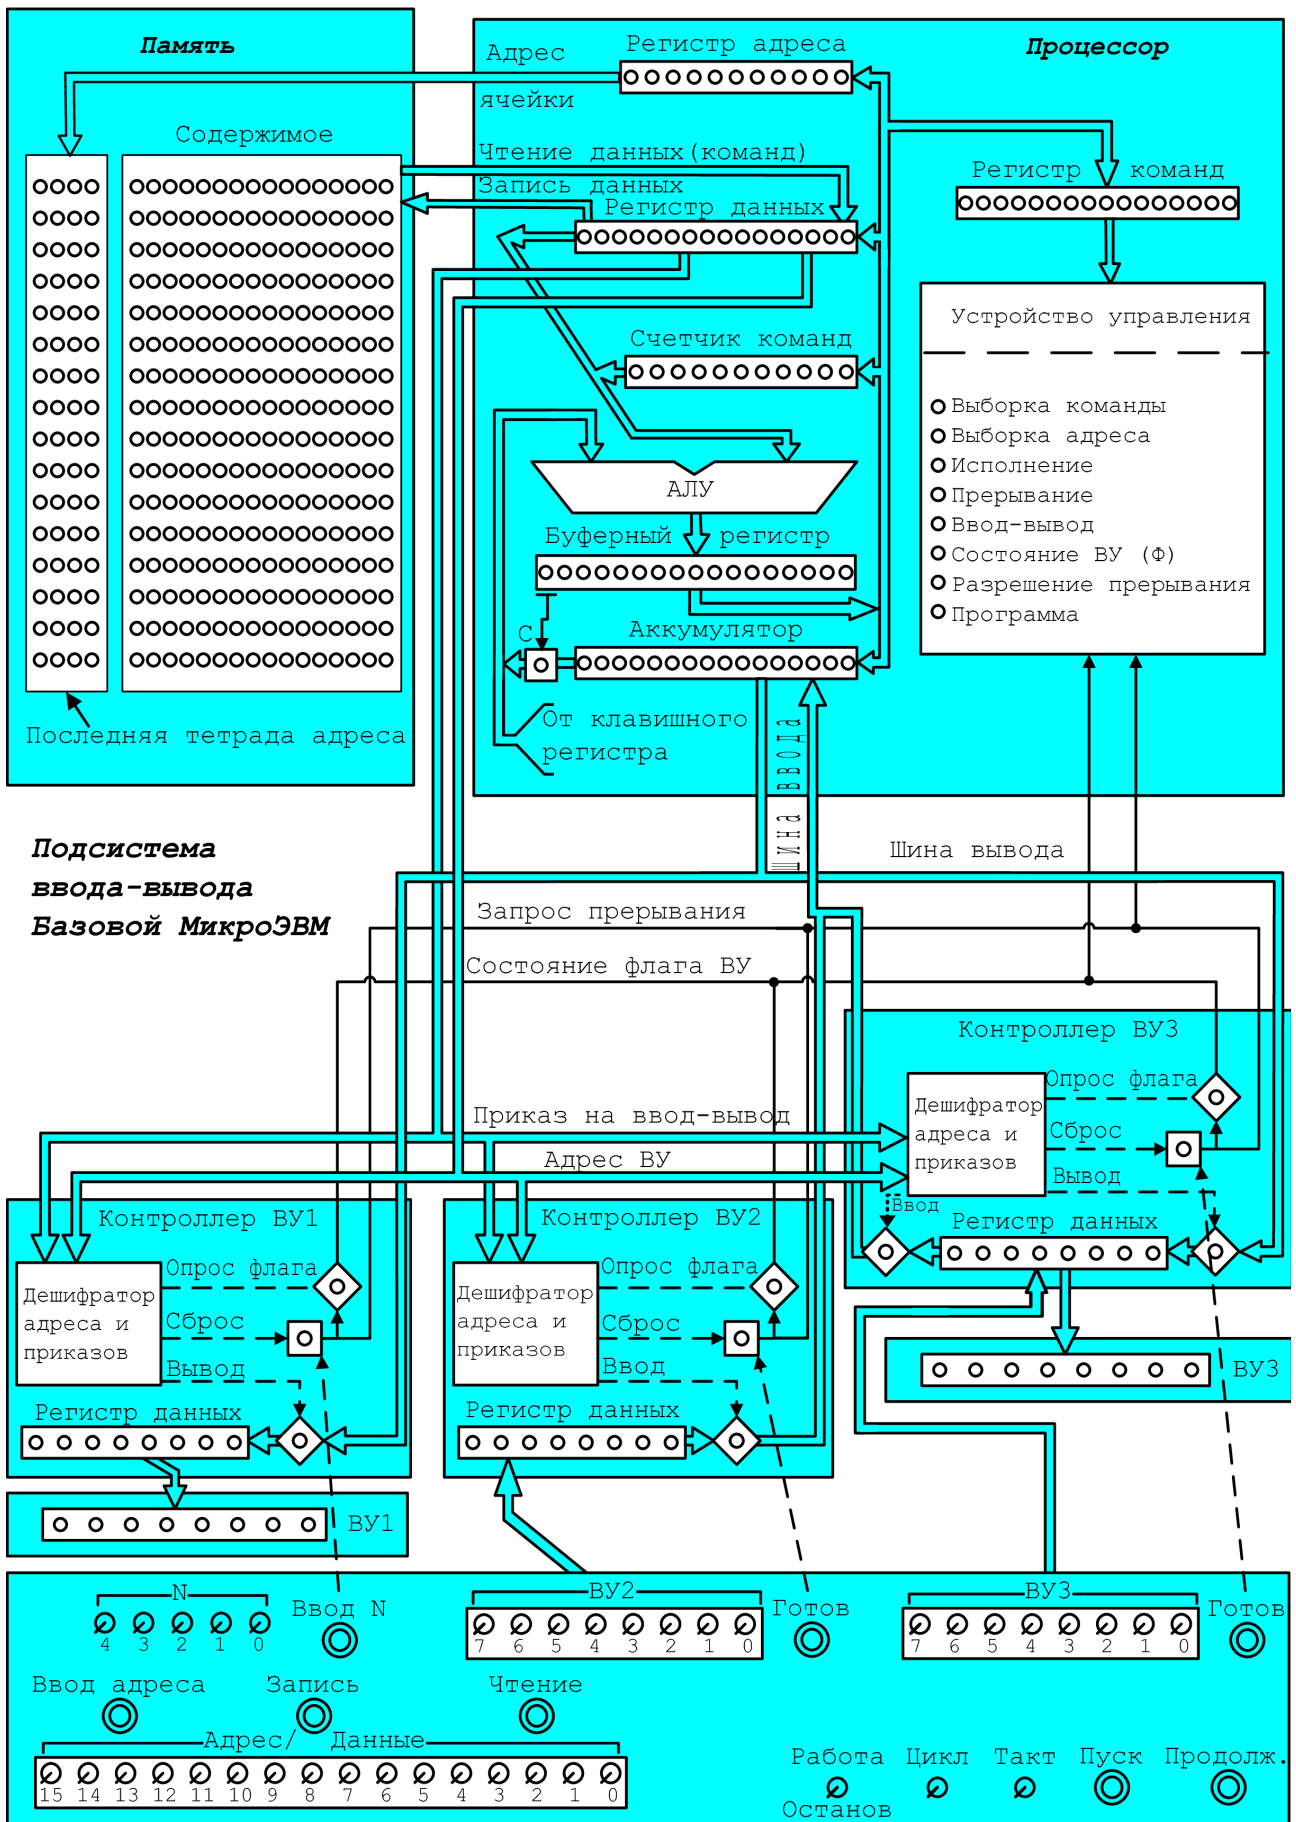 Память
Процессор
Адрес
ячейки
Регистр адреса
Содержимое
Чтение данных(команд)
Запись данных
Регистр данных
Регистр команд
Устройство управления
Счетчик команд
Выборка команды
Выборка адреса
Исполнение
Прерывание
Ввод-вывод
Состояние ВУ (Ф)
Разрешение прерывания
Программа
АЛУ
Буферный регистр
С
Аккумулятор
От клавишного
регистра
Последняя тетрада адреса
Шина ввода
Шина вывода
Подсистема
ввода-вывода
Базовой МикроЭВМ
Запрос прерывания
Состояние флага ВУ
Контроллер ВУ3
Опрос флага
Дешифратор
адреса и
приказов
Сброс
Вывод
Ввод
Регистр данных
Приказ на ввод-вывод
Адрес ВУ
Контроллер ВУ1
Опрос флага
Дешифратор
адреса и
приказов
Сброс
Вывод
Регистр данных
Контроллер ВУ2
Опрос флага
Дешифратор
адреса и
приказов
Сброс
Ввод
Регистр данных
ВУ3
ВУ1
N
4 3 2 1 0
Ввод N
ВУ2
7 6 5 4 3 2 1 0
Готов
ВУ3
7 6 5 4 3 2 1 0
Готов
Ввод адреса
Запись
Чтение
Адрес/ Данные
15 14 13 12 11 10 9 8 7 6 5 4 3 2 1 0
Работа
Останов
Цикл
Такт
Пуск
Продолж.